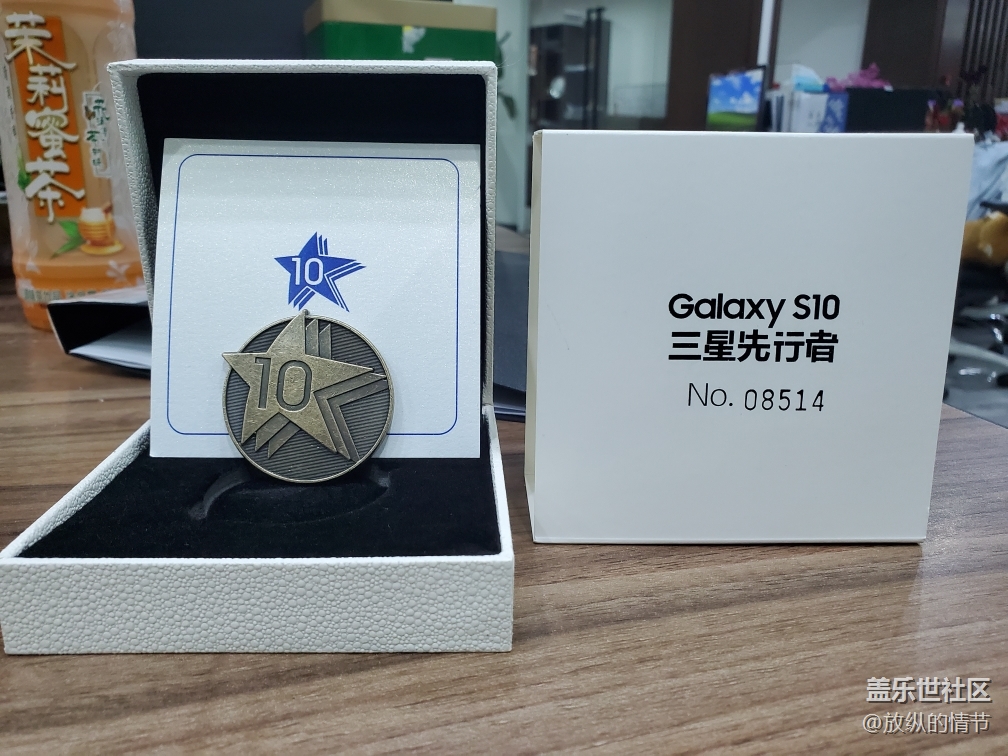 茉莉蜜茶
10
10
Galaxy S10
三星先行者
No. 08514
盖乐世社区
@放纵的情节